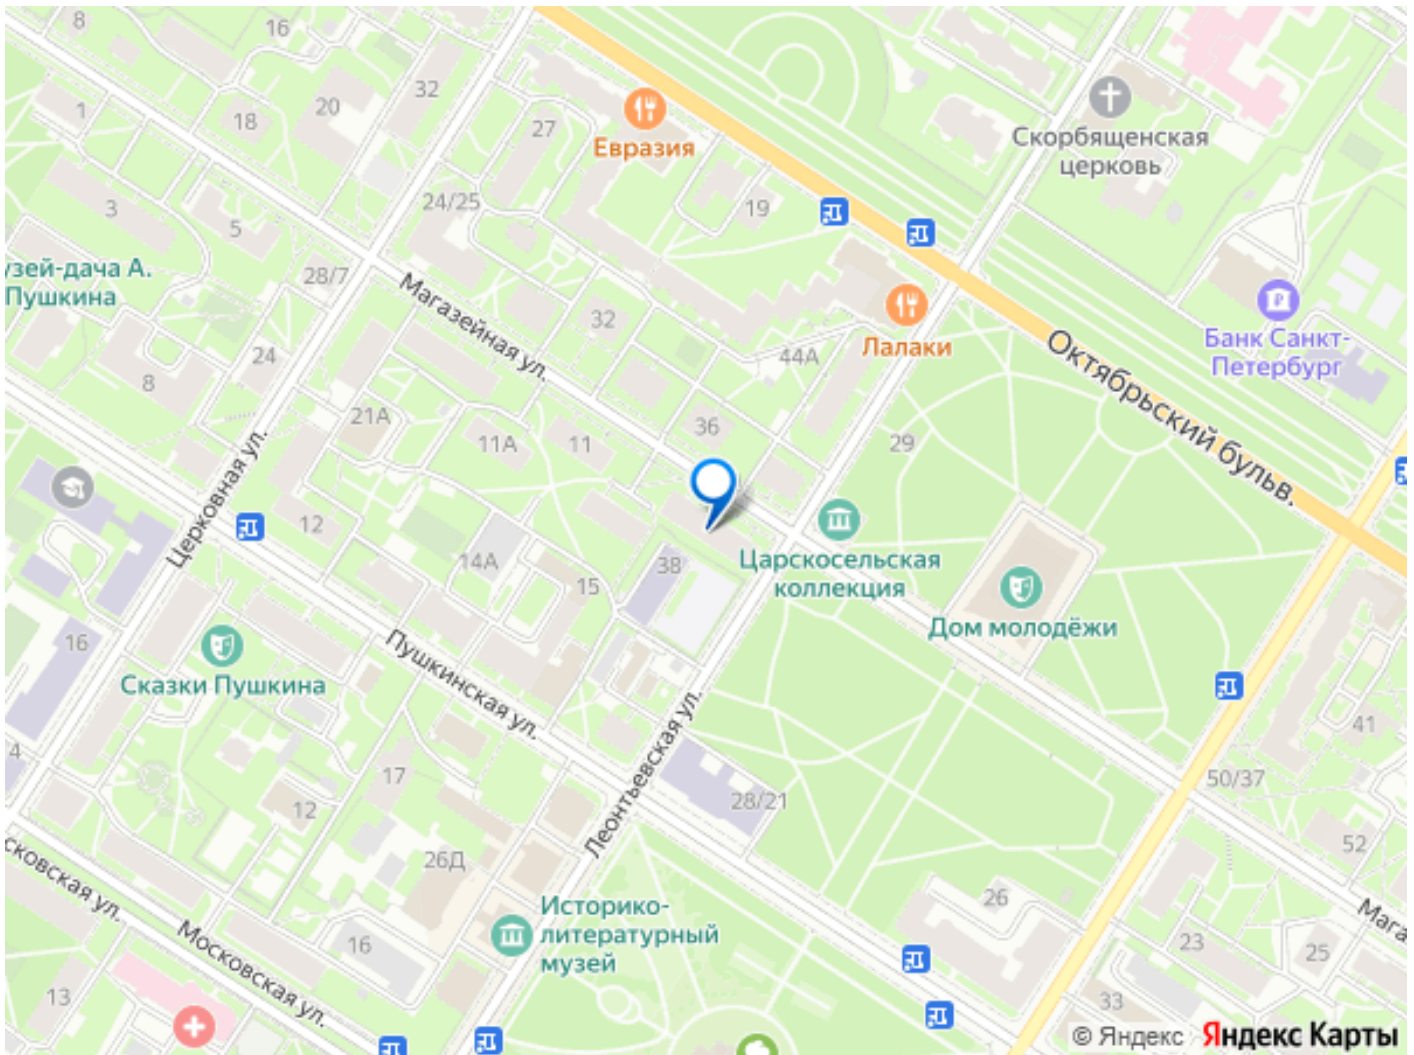 8
16
1
18
20
32
27
Евразия
Скорбященская
церковь
3
5
24/25
19
узей-дача А.
Пушкина
28/7
Магазейная ул.
32
Лалаки
44А
Банк Санкт-
Петербург
Октябрьский бульв.
24
8
21А
11А
11
36
29
Церковная ул.
12
14А
15
38
Царскосельская
коллекция
Дом молодёжи
16
Сказки Пушкина
Пушкинская ул.
4
17
12
Леонтьевская ул.
28/21
50/37
41
52
26Д
26
Мага
сковская ул.
Московская ул.
16
Историко-
литературный
музей
23
25
13
33
© Яндекс Яндекс Карты